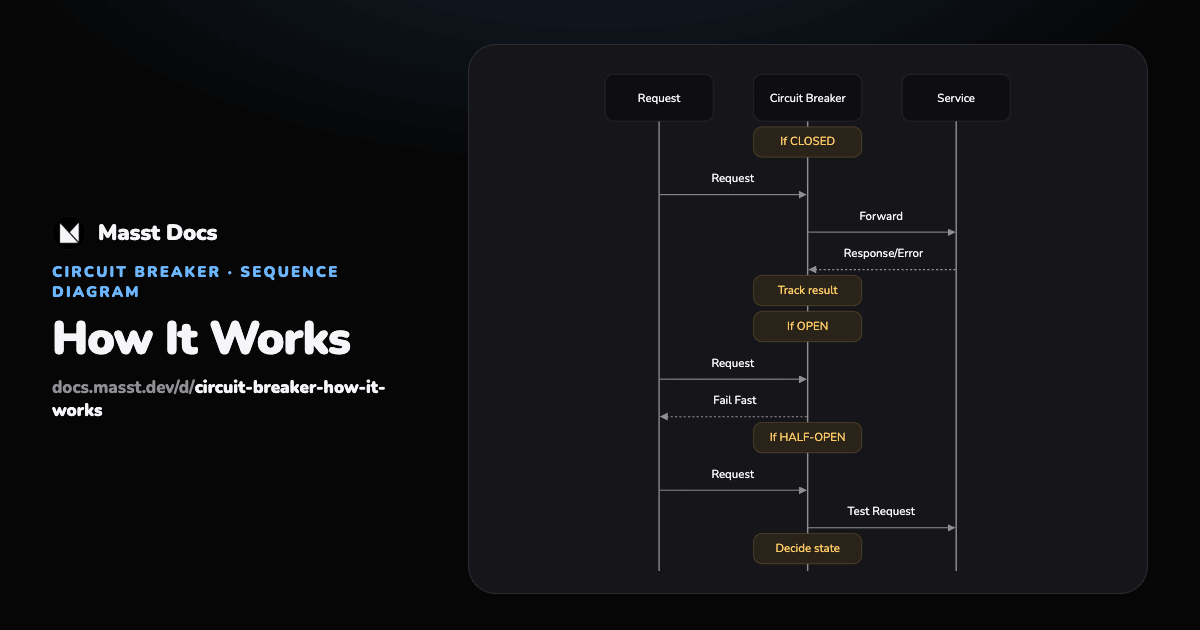 Masst Docs
CIRCUIT BREAKER · SEQUENCE
DIAGRAM
How It Works
docs.masst.dev/d/circuit-breaker-how-it-
works
Request
Circuit Breaker
Service
If CLOSED
Request
Forward
Response/Error
Track result
If OPEN
Request
Fail Fast
If HALF-OPEN
Request
Test Request
Decide state